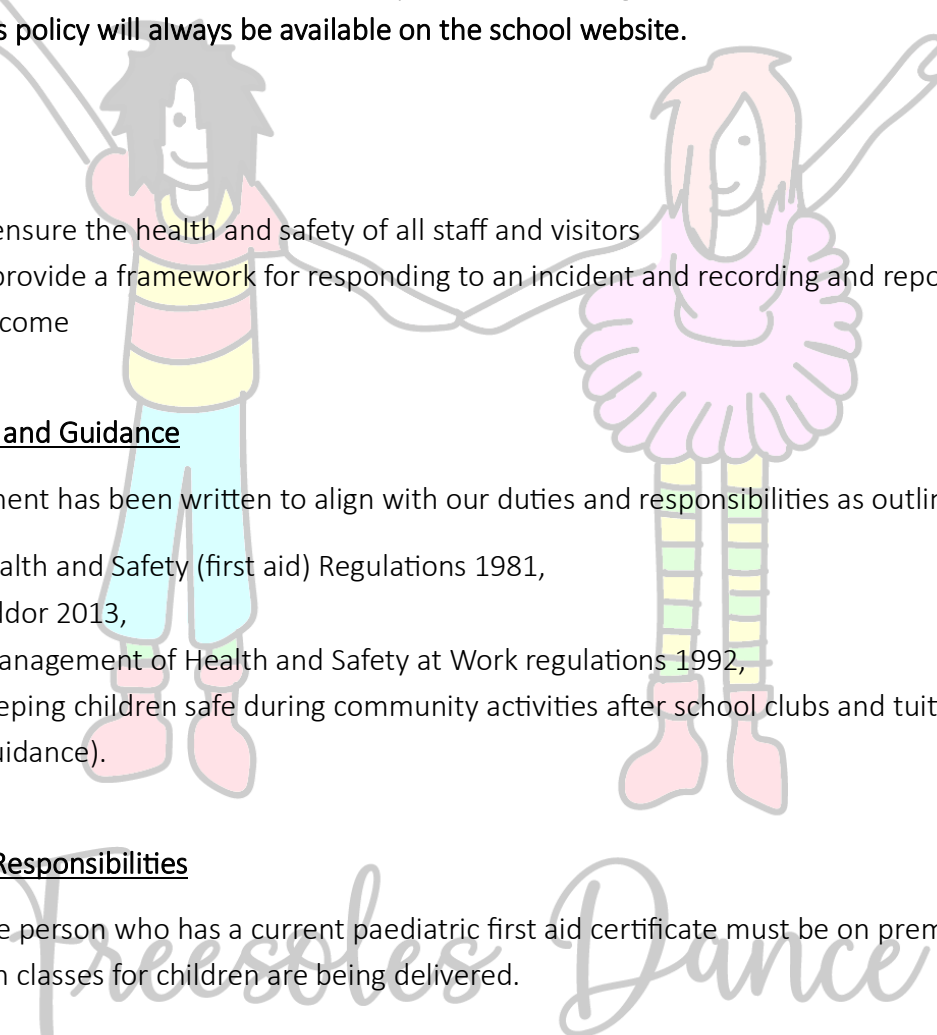 s policy will always be available on the school website.
ensure the health and safety of all staff and visitors
provide a framework for responding to an incident and recording and repo
come
and Guidance
ment has been written to align with our duties and responsibilities as outlin
alth and Safety (first aid) Regulations 1981,
ddor 2013,
anagement of Health and Safety at Work regulations 1992,
eping children safe during community activities after school clubs and tuit
uidance).
Responsibilities
e person who has a current paediatric first aid certificate must be on prem
n classes for children are being delivered.
Freesoles Dance